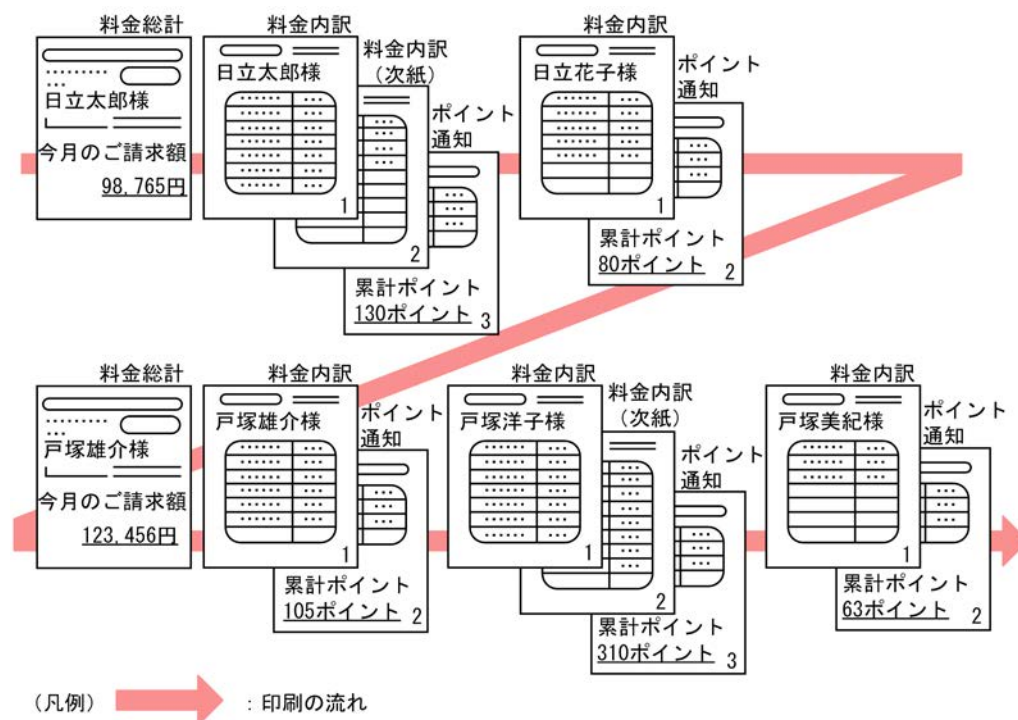 料金総計
日立太郎様
今月のご請求額
98,765円
料金内訳
日立太郎様
1
料金内訳
（次紙）
2
ポイント
通知
累計ポイント
130ポイント
3
料金内訳
日立花子様
1
ポイント
通知
累計ポイント
80ポイント
2
料金総計
戸塚雄介様
今月のご請求額
123,456円
料金内訳
戸塚雄介様
1
ポイント
通知
累計ポイント
105ポイント
2
料金内訳
戸塚洋子様
1
料金内訳
（次紙）
2
ポイント
通知
累計ポイント
310ポイント
3
料金内訳
戸塚美紀様
1
ポイント
通知
累計ポイント
63ポイント
2
（凡例）
：印刷の流れ